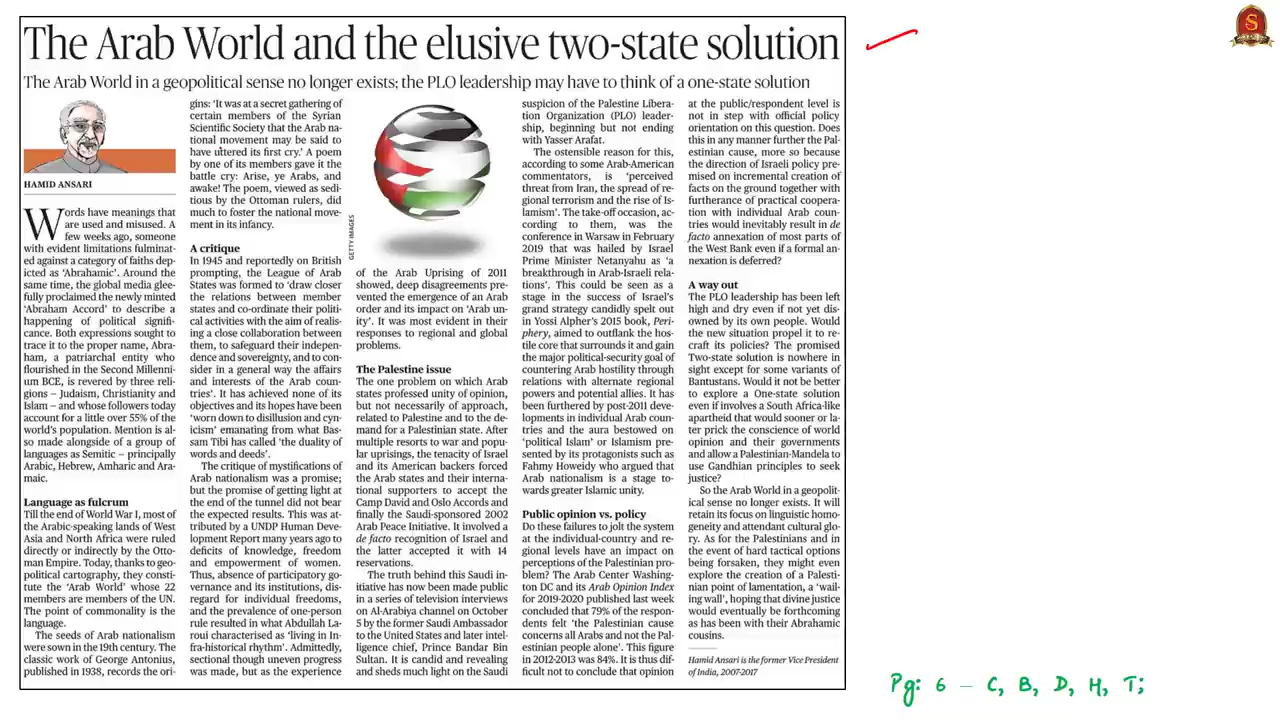 The Arab World and the elusive two-state solution
The Arab World in a geopolitical sense no longer exists; the PLO leadership may have to think of a one-state solution
HAMID ANSARI
Words have meanings that
are used and misused. A
few weeks ago, someone
with evident limitations fulminat-
ed against a category of faiths dep-
icted as ‘Abrahamic’. Around the
same time, the global media glee-
fully proclaimed the newly minted
‘Abraham Accord’ to describe a
happening of political signifi-
cance. Both expressions sought to
trace it to the proper name, Abra-
ham, a patriarchal entity who
flourished in the Second Millenni-
um BCE, is revered by three reli-
gions – Judaism, Christianity and
Islam – and whose followers today
account for a little over 55% of the
world’s population. Mention is al-
so made alongside of a group of
languages as Semitic – principally
Arabic, Hebrew, Amharic and Ara-
maic.
Language as fulcrum
Till the end of World War I, most of
the Arabic-speaking lands of West
Asia and North Africa were ruled
directly or indirectly by the Otto-
man Empire. Today, thanks to geo-
political cartography, they consti-
tute the ‘Arab World’ whose 22
members are members of the UN.
The point of commonality is the
language.
The seeds of Arab nationalism
were sown in the 19th century. The
classic work of George Antonius,
published in 1938, records the ori-
gins: ‘It was at a secret gathering of
certain members of the Syrian
Scientific Society that the Arab na-
tional movement may be said to
have uttered its first cry.’ A poem
by one of its members gave it the
battle cry: Arise, ye Arabs, and
awake! The poem, viewed as sedi-
tious by the Ottoman rulers, did
much to foster the national move-
ment in its infancy.
A critique
In 1945 and reportedly on British
prompting, the League of Arab
States was formed to ‘draw closer
the relations between member
states and co-ordinate their politi-
cal activities with the aim of realis-
ing a close collaboration between
them, to safeguard their indepen-
dence and sovereignty, and to con-
sider in a general way the affairs
and interests of the Arab coun-
tries’. It has achieved none of its
objectives and its hopes have been
‘worn down to disillusion and cyn-
icism’ emanating from what Bas-
sam Tibi has called ‘the duality of
words and deeds’.
The critique of mystifications of
Arab nationalism was a promise;
but the promise of getting light at
the end of the tunnel did not bear
the expected results. This was at-
tributed by a UNDP Human Deve-
lopment Report many years ago to
deficits of knowledge, freedom
and empowerment of women.
Thus, absence of participatory go-
vernance and its institutions, dis-
regard for individual freedoms,
and the prevalence of one-person
rule resulted in what Abdullah La-
roui characterised as ‘living in In-
fra-historical rhythm’. Admittedly,
sectional though uneven progress
was made, but as the experience
GETTY IMAGES
of the Arab Uprising of 2011
showed, deep disagreements pre-
vented the emergence of an Arab
order and its impact on ‘Arab un-
ity’. It was most evident in their
responses to regional and global
problems.
The Palestine issue
The one problem on which Arab
states professed unity of opinion,
but not necessarily of approach,
related to Palestine and to the de-
mand for a Palestinian state. After
multiple resorts to war and popu-
lar uprisings, the tenacity of Israel
and its American backers forced
the Arab states and their interna-
tional supporters to accept the
Camp David and Oslo Accords and
finally the Saudi-sponsored 2002
Arab Peace Initiative. It involved a
de facto recognition of Israel and
the latter accepted it with 14
reservations.
The truth behind this Saudi in-
itiative has now been made public
in a series of television interviews
on Al-Arabiya channel on October
5 by the former Saudi Ambassador
to the United States and later intel-
ligence chief, Prince Bandar Bin
Sultan. It is candid and revealing
and sheds much light on the Saudi
suspicion of the Palestine Libera-
tion Organization (PLO) leader-
ship, beginning but not ending
with Yasser Arafat.
The ostensible reason for this,
according to some Arab-American
commentators, is ‘perceived
threat from Iran, the spread of re-
gional terrorism and the rise of Is-
lamism’. The take-off occasion, ac-
cording to them, was the
conference in Warsaw in February
2019 that was hailed by Israel
Prime Minister Netanyahu as ‘a
breakthrough in Arab-Israeli rela-
tions’. This could be seen as a
stage in the success of Israel’s
grand strategy candidly spelt out
in Yossi Alpher’s 2015 book, Peri-
phery, aimed to outflank the hos-
tile core that surrounds it and gain
the major political-security goal of
countering Arab hostility through
relations with alternate regional
powers and potential allies. It has
been furthered by post-2011 deve-
lopments in individual Arab coun-
tries and the aura bestowed on
‘political Islam’ or Islamism pre-
sented by its protagonists such as
Fahmy Howeidy who argued that
Arab nationalism is a stage to-
wards greater Islamic unity.
Public opinion vs. policy
Do these failures to jolt the system
at the individual-country and re-
gional levels have an impact on
perceptions of the Palestinian pro-
blem? The Arab Center Washing-
ton DC and its Arab Opinion Index
for 2019-2020 published last week
concluded that 79% of the respon-
dents felt ‘the Palestinian cause
concerns all Arabs and not the Pal-
estinian people alone’. This figure
in 2012-2013 was 84%. It is thus dif-
ficult not to conclude that opinion
at the public/respondent level is
not in step with official policy
orientation on this question. Does
this in any manner further the Pal-
estinian cause, more so because
the direction of Israeli policy pre-
mised on incremental creation of
facts on the ground together with
furtherance of practical coopera-
tion with individual Arab coun-
tries would inevitably result in de
facto annexation of most parts of
the West Bank even if a formal an-
nexation is deferred?
A way out
The PLO leadership has been left
high and dry even if not yet dis-
owned by its own people. Would
the new situation propel it to re-
craft its policies? The promised
Two-state solution is nowhere in
sight except for some variants of
Bantustans. Would it not be better
to explore a One-state solution
even if involves a South Africa-like
apartheid that would sooner or la-
ter prick the conscience of world
opinion and their governments
and allow a Palestinian-Mandela to
use Gandhian principles to seek
justice?
So the Arab World in a geopolit-
ical sense no longer exists. It will
retain its focus on linguistic homo-
geneity and attendant cultural glo-
ry. As for the Palestinians and in
the event of hard tactical options
being forsaken, they might even
explore the creation of a Palesti-
nian point of lamentation, a ‘wail-
ing wall’, hoping that divine justice
would eventually be forthcoming
as has been with their Abrahamic
cousins.
Hamid Ansari is the former Vice President
of India, 2007-2017
Pg: 6 – C, B, D, H, T;